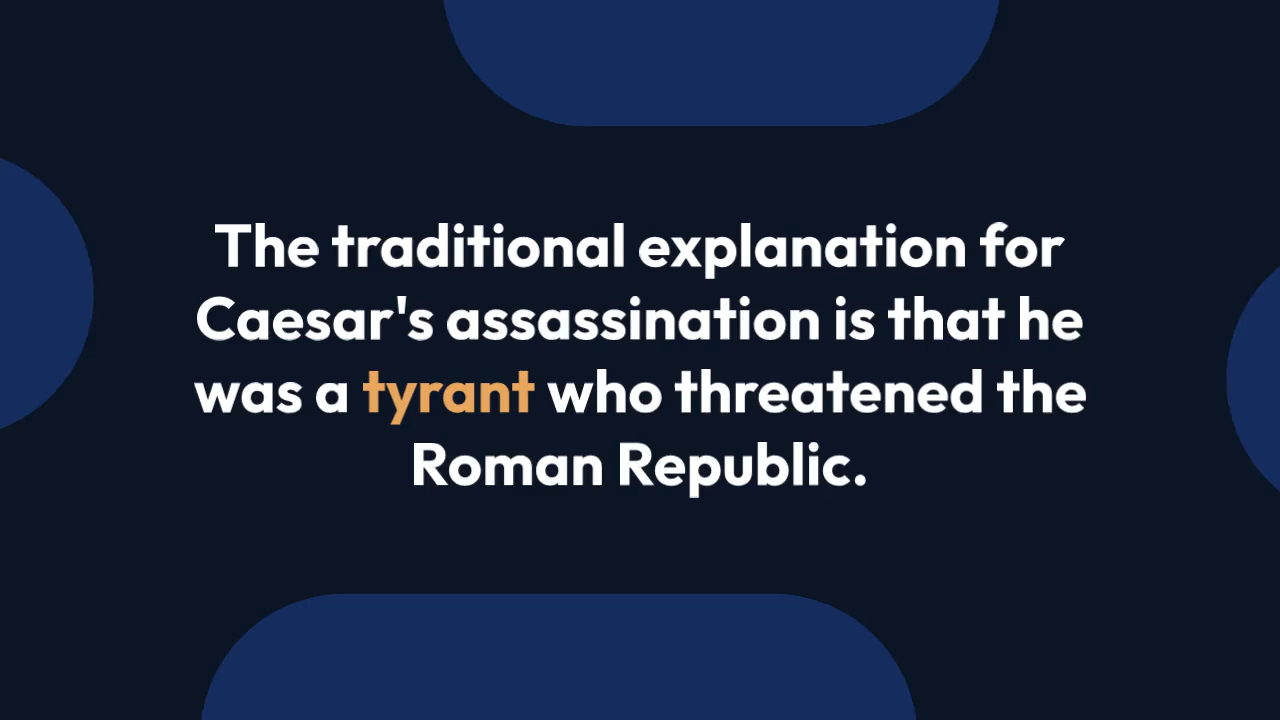 The traditional explanation for
Caesar's assassination is that he
was a tyrant who threatened the
Roman Republic.